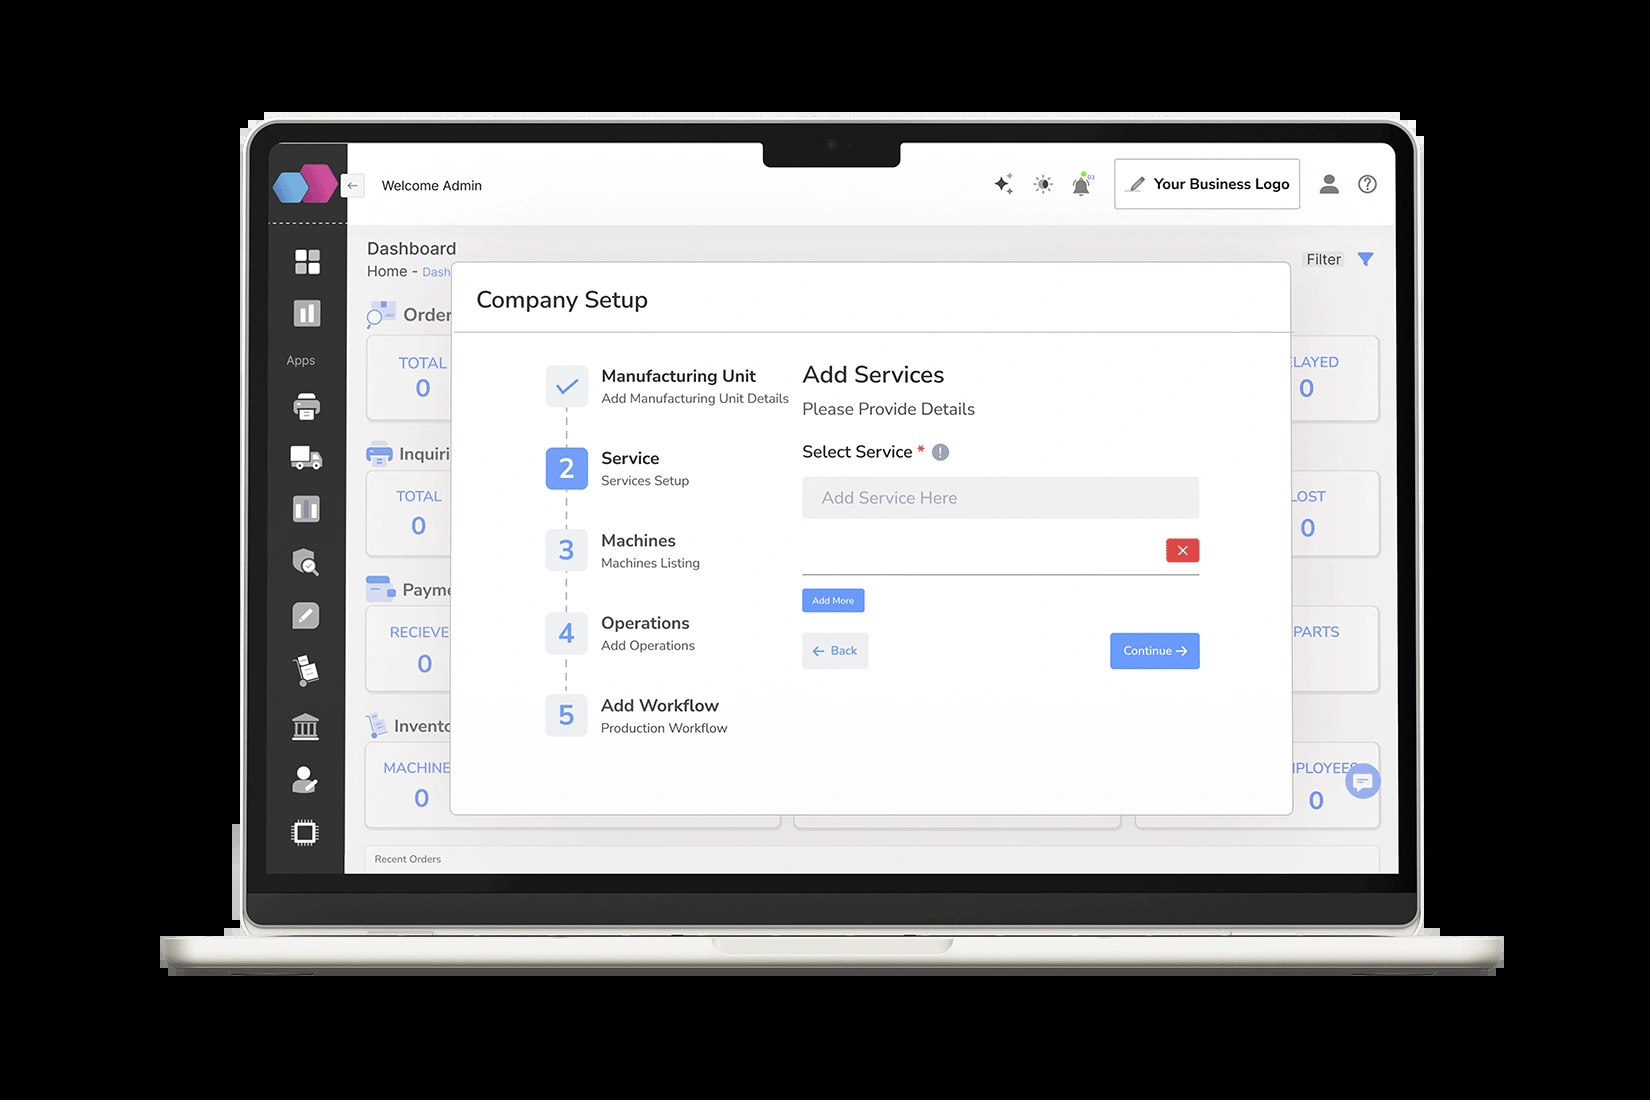 Welcome Admin
03
Your Business Logo
Dashboard
Home - Dash
Filter
Order
TOTAL
0
ELAYED
0
Inquiri
TOTAL
0
LOST
0
Payme
RECIEVE
0
PARTS
Invento
MACHINE
0
MPLOYEES
0
Recent Orders
Apps
Company Setup
Manufacturing Unit
Add Manufacturing Unit Details
2
Service
Services Setup
3
Machines
Machines Listing
4
Operations
Add Operations
5
Add Workflow
Production Workflow
Add Services
Please Provide Details
Select Service *
Add Service Here
Add More
← Back
Continue →